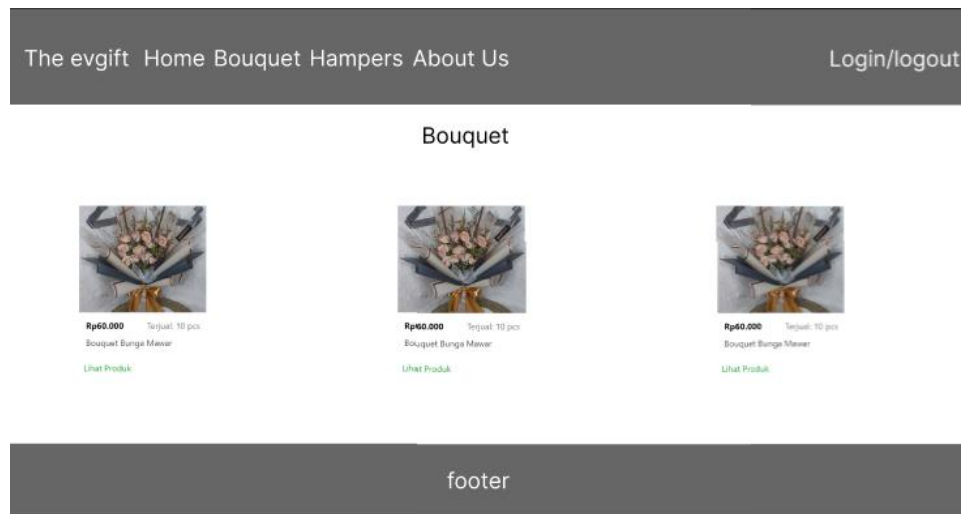 The evgift Home Bouquet Hampers About Us Login/logout
Bouquet
Rp60.000 Terjual: 10 pcs
Bouquet Bunga Mawar
Lihat Produk
Rp60.000 Terjual: 10 pcs
Bouquet Bunga Mawar
Lihat Produk
Rp60.000 Terjual: 10 pcs
Bouquet Bunga Mawar
Lihat Produk
footer